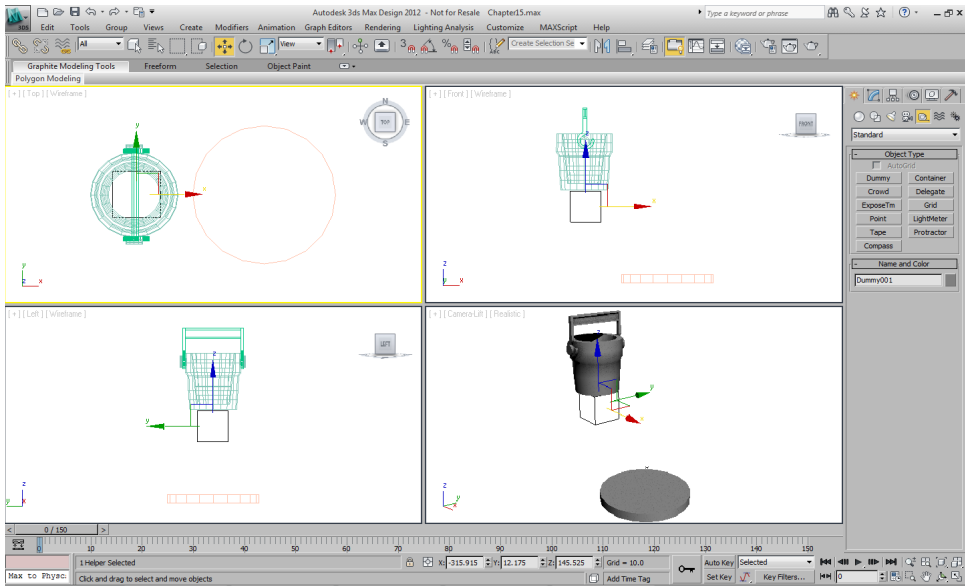 Autodesk 3ds Max Design 2012 - Not for Resale Chapter15.max
Type a keyword or phrase
Edit Tools Group Views Create Modifiers Animation Graph Editors Rendering Lighting Analysis Customize MAXScript Help
All View 3 Create Selection Se
Graphite Modeling Tools Freeform Selection Object Paint
Polygon Modeling
[ + ] [ Top ] [ Wireframe ]
N
W TOP E
S
y
x
y
z x
[ + ] [ Front ] [ Wireframe ]
FRONT
z
x
z
y x
[ + ] [ Left ] [ Wireframe ]
LEFT
z
y
z
y x
[ + ] [ Camera-Lift ] [ Realistic ]
z
y
x
z
y
x
Standard
- Object Type
AutoGrid
Dummy Container
Crowd Delegate
ExposeTm Grid
Point LightMeter
Tape Protractor
Compass
- Name and Color
Dummy001
< 0 / 150 >
0 10 20 30 40 50 60 70 80 90 100 110 120 130 140 150
1 Helper Selected X: -315.915 Y: 12.175 Z: 145.525 Grid = 10.0 Auto Key Selected
Max to Physc: Click and drag to select and move objects Add Time Tag Set Key Key Filters... 0